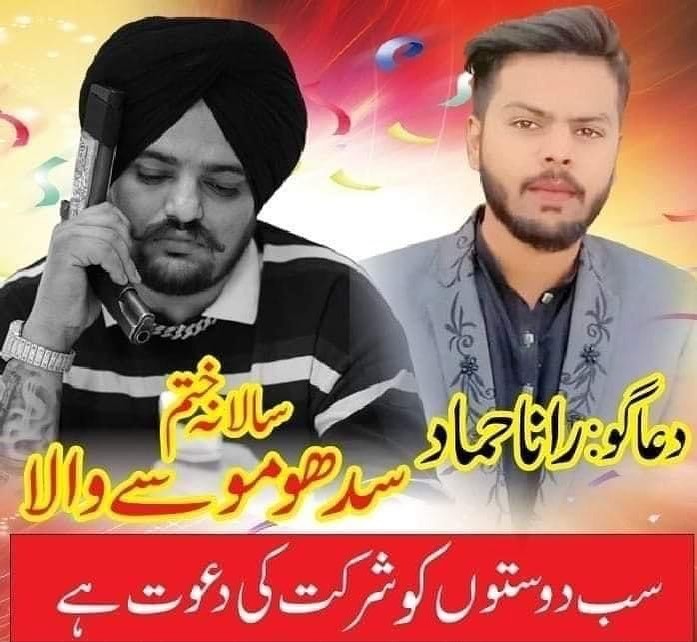 دعاگو: رانا حماد
سالانہ ختم
سدھو موسے والا
سب دوستوں کو شرکت کی دعوت ہے